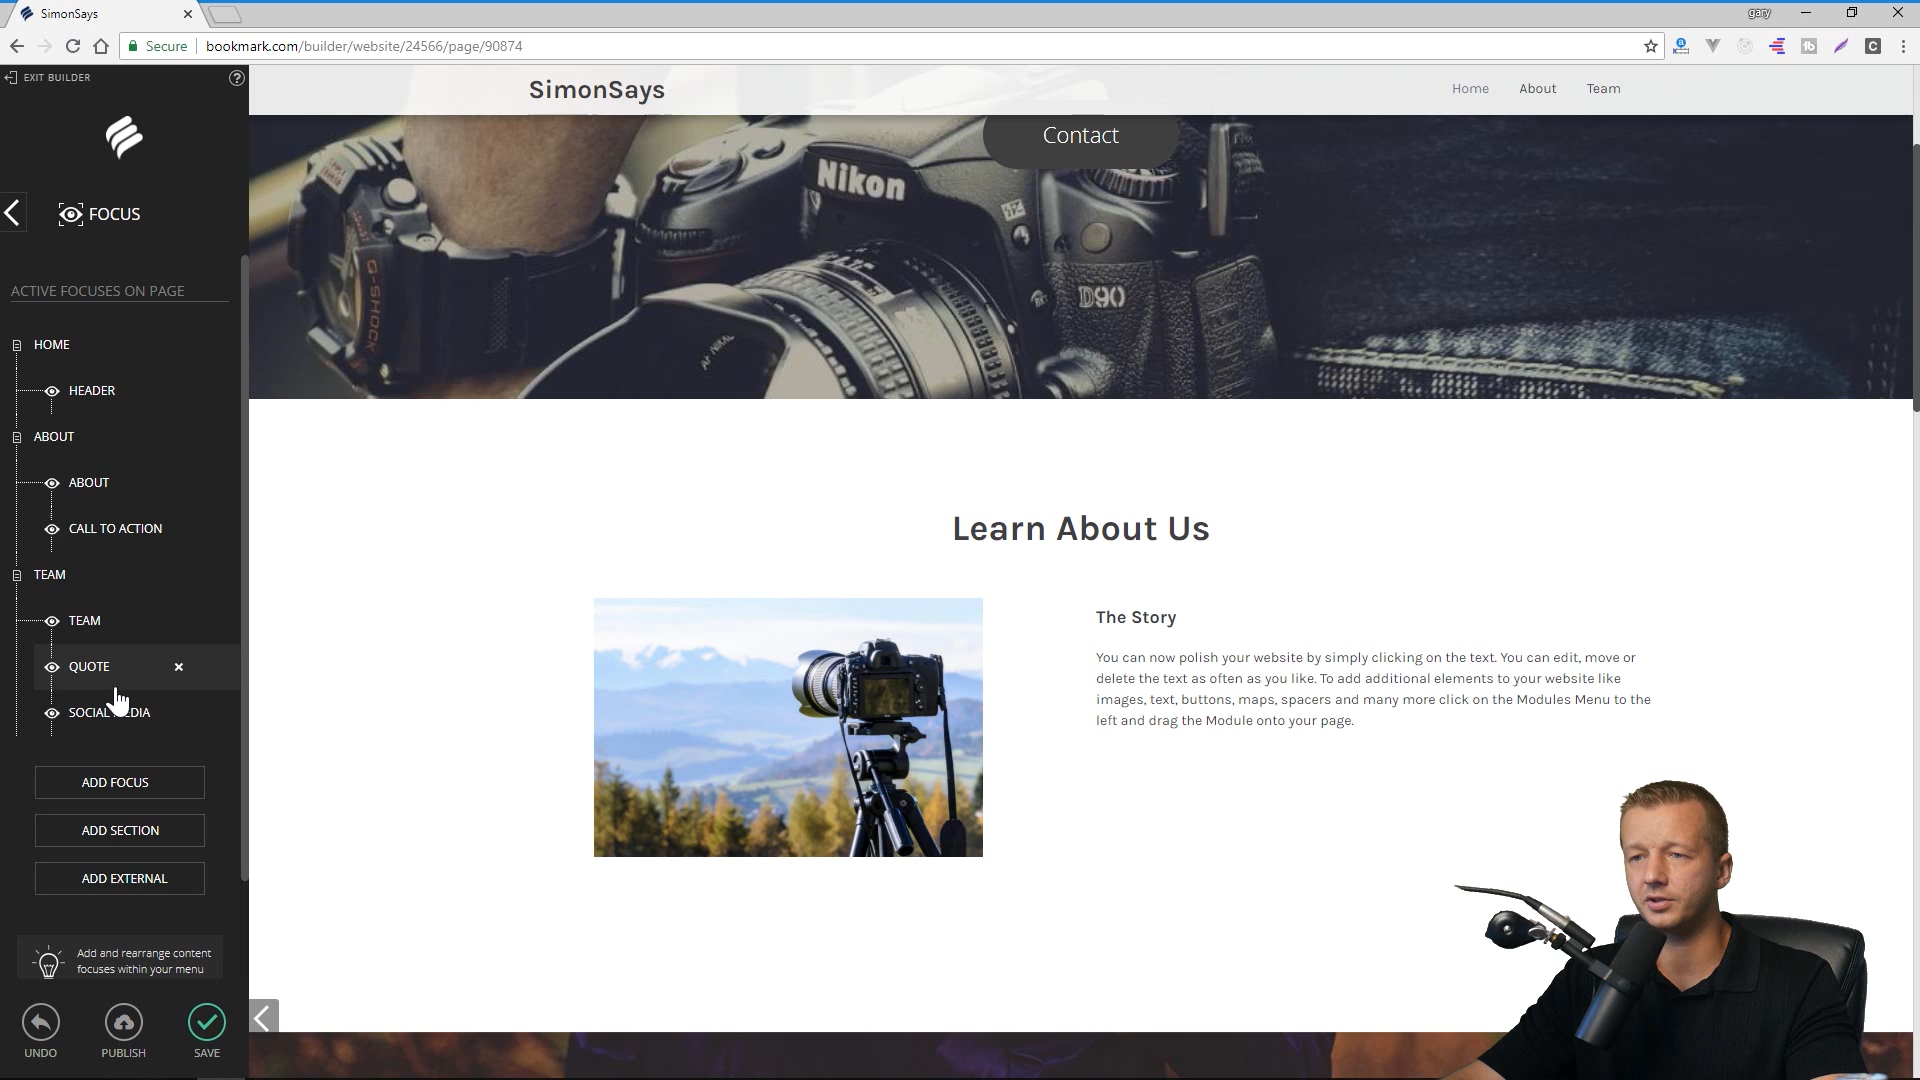 SimonSays
gary
Secure
bookmark.com/builder/website/24566/page/90874
EXIT BUILDER
?
SimonSays
Home
About
Team
Contact
Nikon
D90
G-SHOCK
AF NIKKOR
FOCUS
ACTIVE FOCUSES ON PAGE
HOME
HEADER
ABOUT
ABOUT
CALL TO ACTION
TEAM
TEAM
QUOTE
SOCIAL MEDIA
ADD FOCUS
ADD SECTION
ADD EXTERNAL
Add and rearrange content
focuses within your menu
UNDO
PUBLISH
SAVE
Learn About Us
The Story
You can now polish your website by simply clicking on the text. You can edit, move or
delete the text as often as you like. To add additional elements to your website like
images, text, buttons, maps, spacers and many more click on the Modules Menu to the
left and drag the Module onto your page.